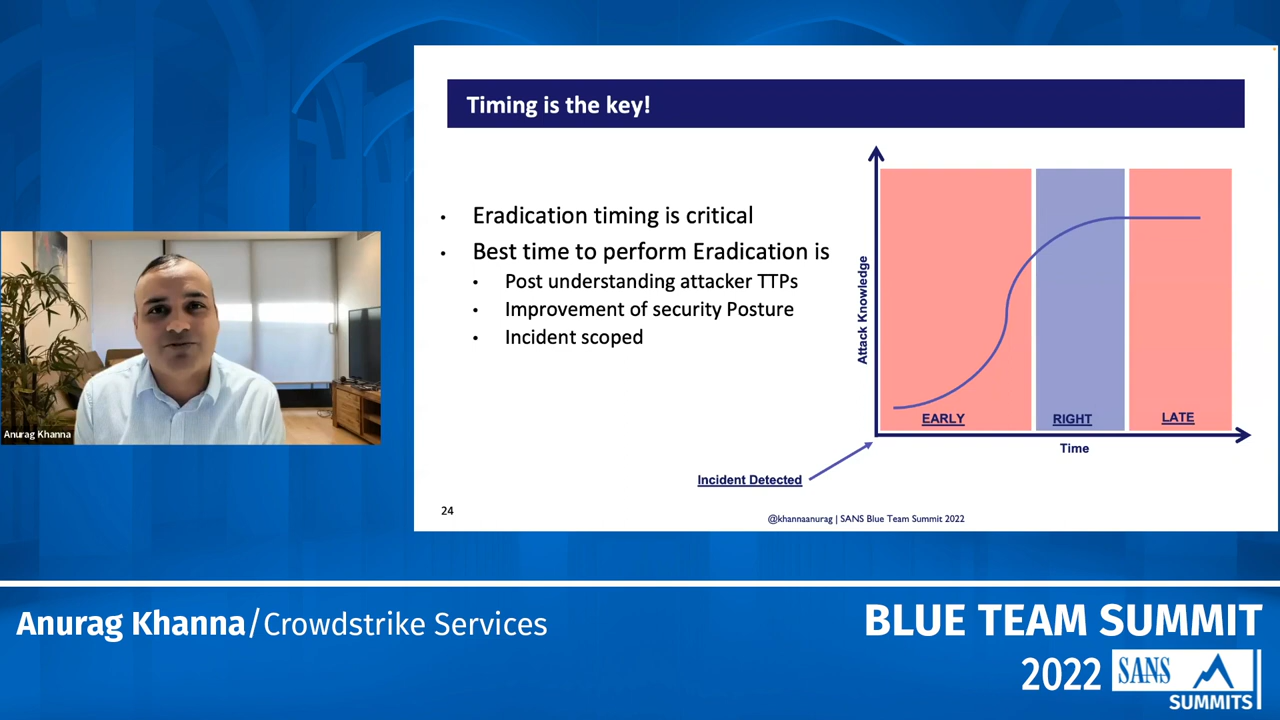 Timing is the key!
• Eradication timing is critical
• Best time to perform Eradication is
• Post understanding attacker TTPs
• Improvement of security Posture
• Incident scoped
Attack Knowledge
EARLY
RIGHT
LATE
Time
Incident Detected
24
@khannaanurag | SANS Blue Team Summit 2022
Anurag Khanna
Anurag Khanna/Crowdstrike Services
BLUE TEAM SUMMIT
2022
SANS
SUMMITS